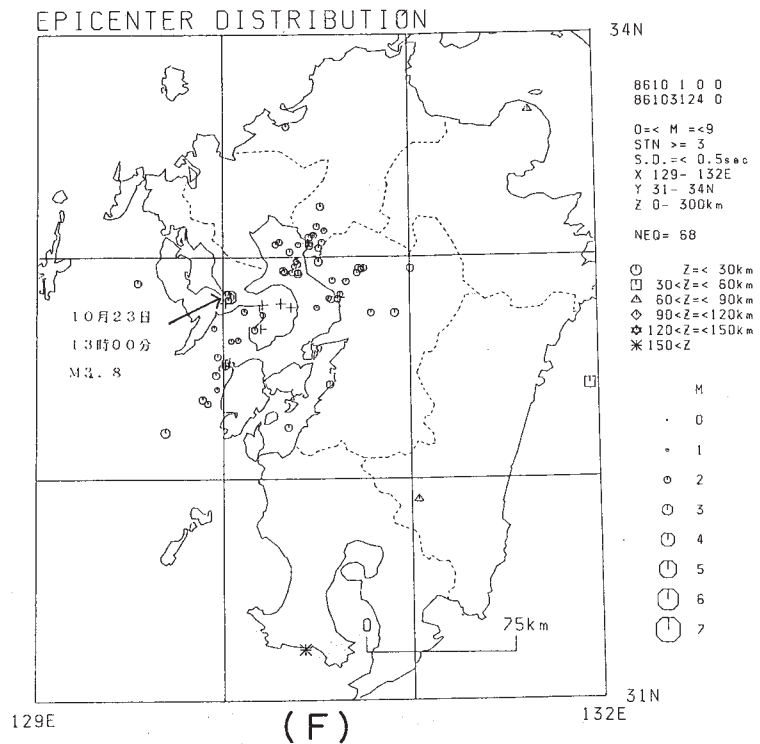 EPICENTER DISTRIBUTION
34N
8610 1 0 0
86103124 0
0=< M =<9
STN >= 3
S.D.=< 0.5sec
X 129- 132E
Y 31- 34N
Z 0- 300km
NEQ= 68
Z=< 30km
30<Z=< 60km
60<Z=< 90km
90<Z=<120km
120<Z=<150km
150<Z
10月23日
13時00分
M3.8
M
0
1
2
3
4
5
6
7
0 75km
31N
129E
132E
(F)